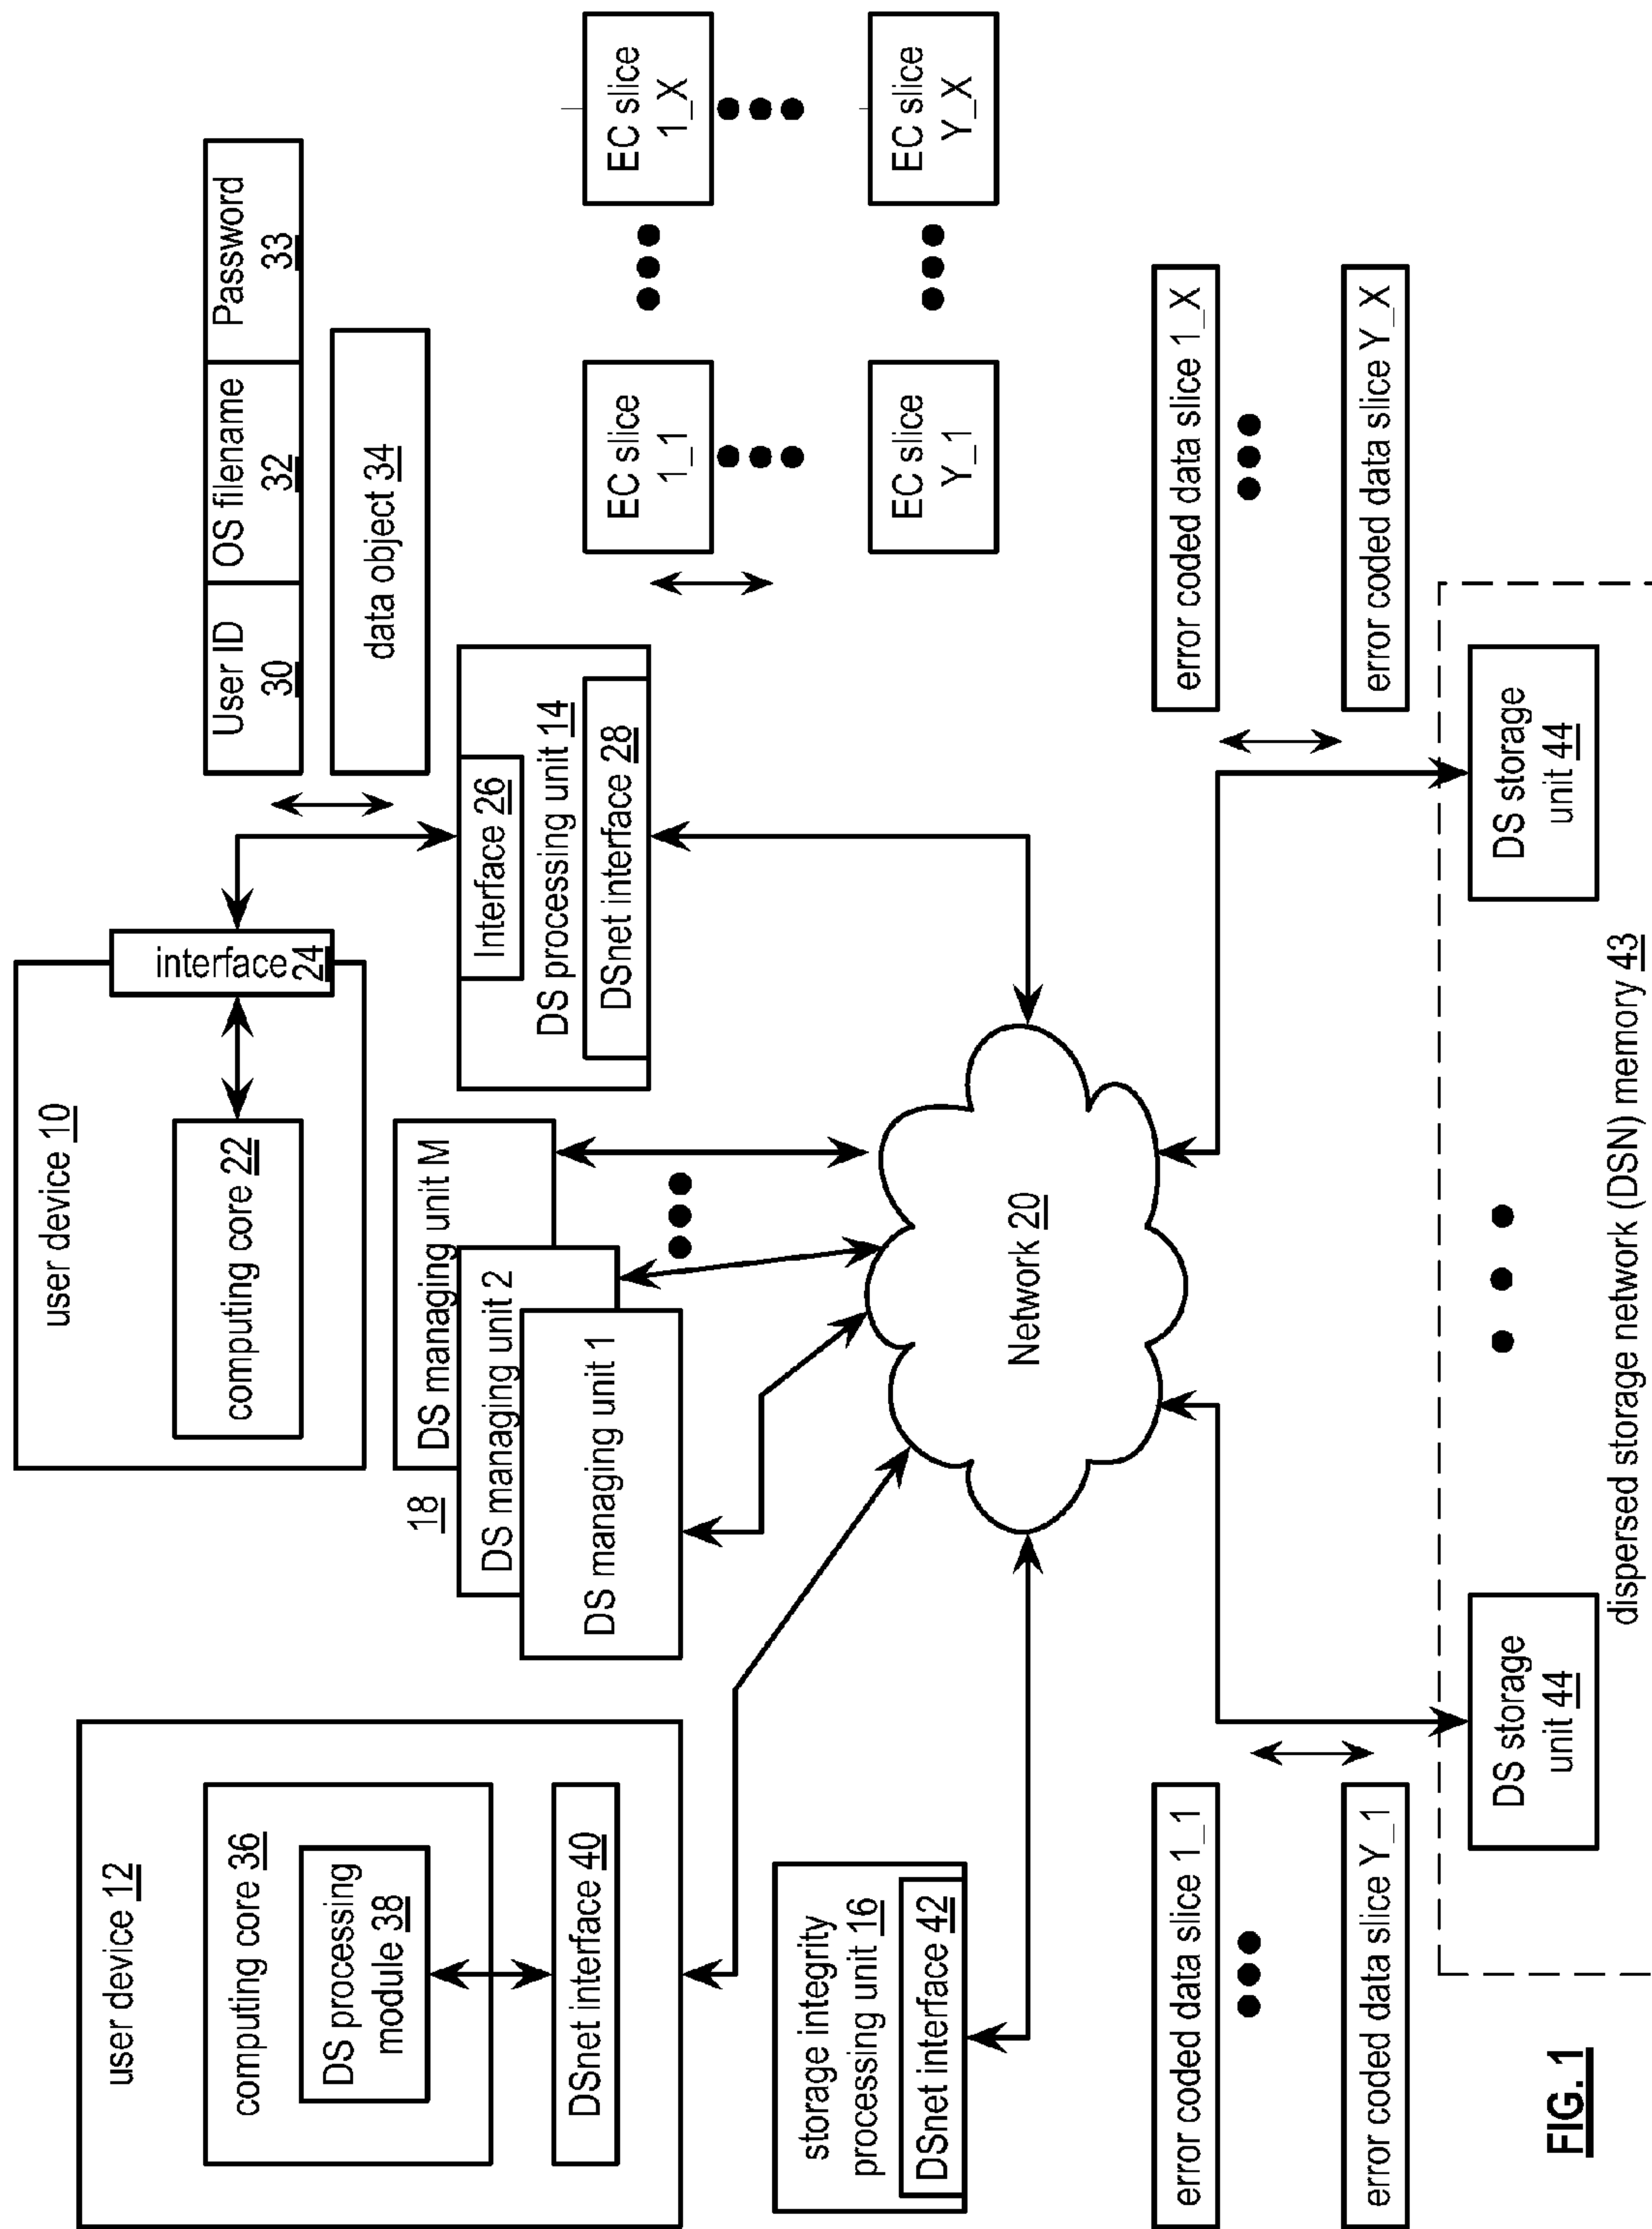 user device 12
computing core 36
DS processing
module 38
DSnet interface 40
user device 10
computing core 22
interface 24
User ID
30
OS filename
32
Password
33
data object 34
18
DS managing unit M
DS managing unit 2
DS managing unit 1
Interface 26
DS processing unit 14
DSnet interface 28
EC slice
1_1
EC slice
1_X
EC slice
Y_1
EC slice
Y_X
storage integrity
processing unit 16
DSnet interface 42
Network 20
error coded data slice 1_1
error coded data slice Y_1
error coded data slice 1_X
error coded data slice Y_X
DS storage
unit 44
DS storage
unit 44
dispersed storage network (DSN) memory 43
FIG. 1